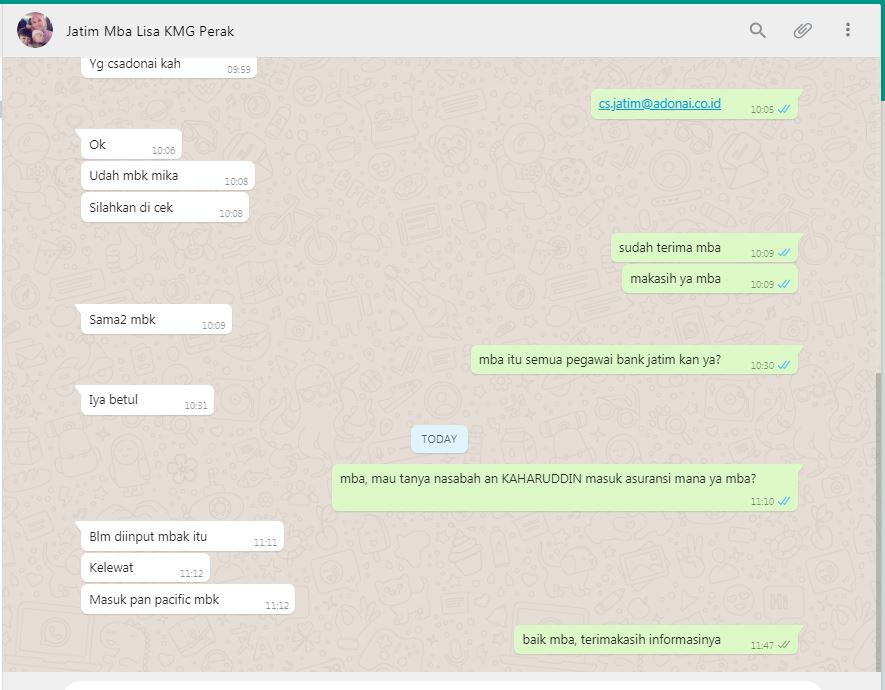 Jatim Mba Lisa KMG Perak
Yg csadonai kah
09:59
cs.jatim@adonai.co.id
10:05
Ok
10:06
Udah mbk mika
10:08
Silahkan di cek
10:08
sudah terima mba
10:09
makasih ya mba
10:09
Sama2 mbk
10:09
mba itu semua pegawai bank jatim kan ya?
10:30
Iya betul
10:31
TODAY
mba, mau tanya nasabah an KAHARUDDIN masuk asuransi mana ya mba?
11:10
Blm diinput mbak itu
11:11
Kelewat
11:12
Masuk pan pacific mbk
11:12
baik mba, terimakasih informasinya
11:47